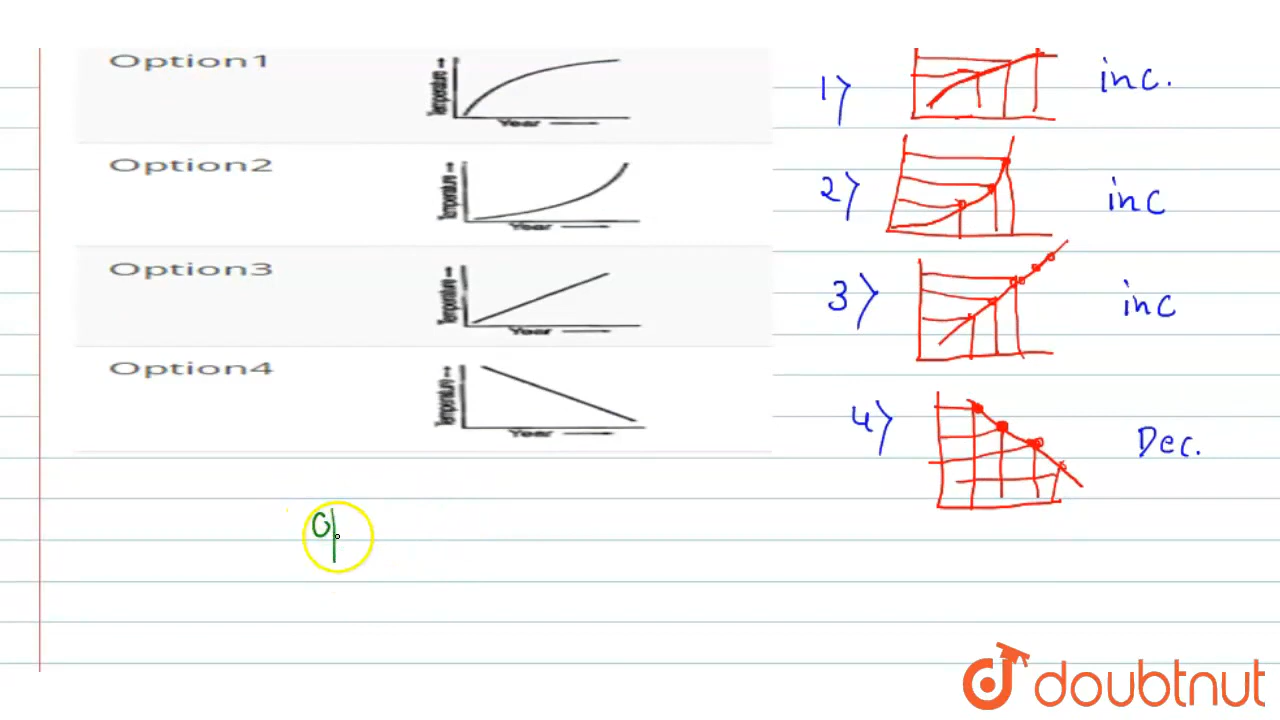 Option1
Temperature →
Year →
1) inc.
Option2
Temperature →
Year →
2) inc
Option3
Temperature →
Year →
3) inc
Option4
Temperature →
Year →
4) Dec.
doubtnut